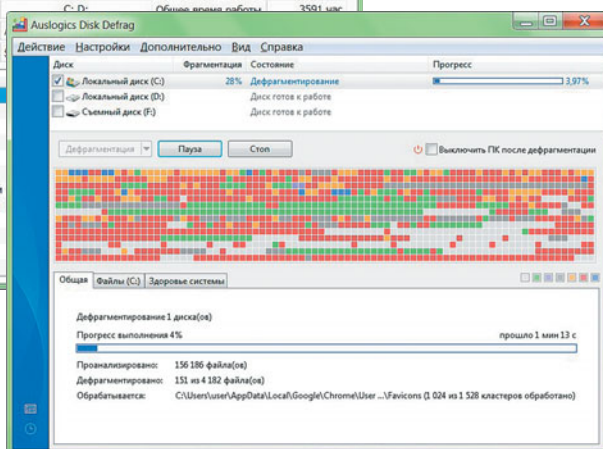 C: D: Общее время работы 3591 час.
Auslogics Disk Defrag
Действие Настройки Дополнительно Вид Справка
Диск Фрагментация Состояние Прогресс
Локальный диск (C:) 28% Дефрагментирование 3,97%
Локальный диск (D:) Диск готов к работе
Съемный диск (F:) Диск готов к работе
Дефрагментация Пауза Стоп Выключить ПК после дефрагментации
Общая Файлы (C:) Здоровье системы
Дефрагментирование 1 диска(ов)
Прогресс выполнения 4% прошло 1 мин 13 с
Проанализировано: 156 186 файла(ов)
Дефрагментировано: 151 из 4 182 файла(ов)
Обрабатывается: C:\Users\user\AppData\Local\Google\Chrome\User ...\Favicons (1 024 из 1 528 кластеров обработано)